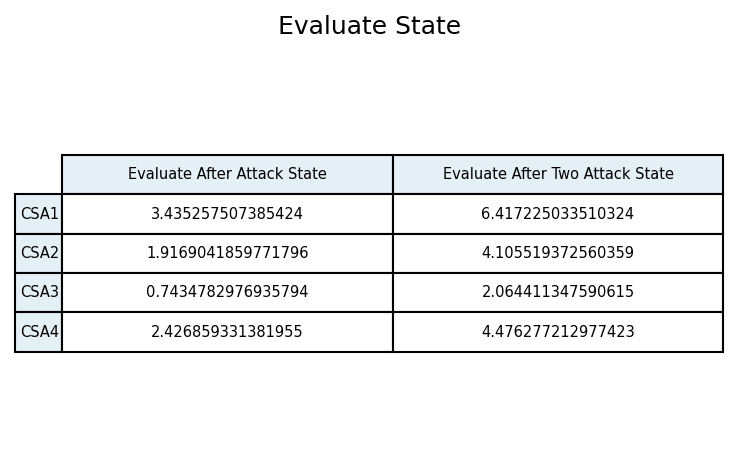 Evaluate State
Evaluate After Attack State Evaluate After Two Attack State
CSA1 3.435257507385424 6.417225033510324
CSA2 1.9169041859771796 4.105519372560359
CSA3 0.7434782976935794 2.064411347590615
CSA4 2.426859331381955 4.476277212977423